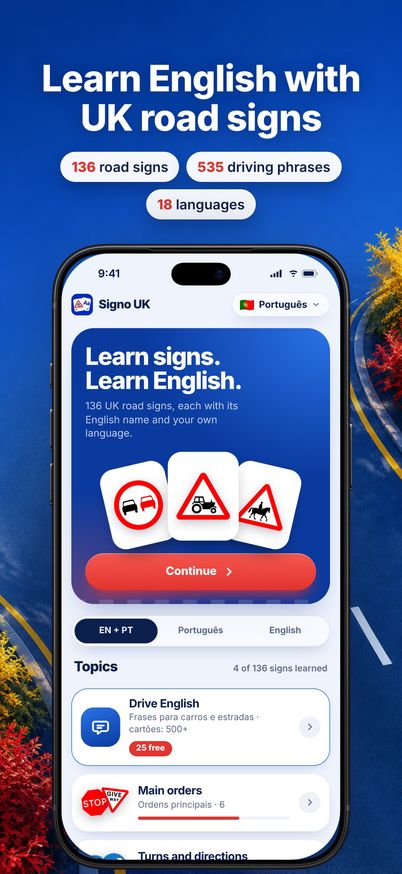 Learn English with
UK road signs
136 road signs
535 driving phrases
18 languages
9:41
Signo UK
Português
Learn signs.
Learn English.
136 UK road signs, each with its
English name and your own
language.
Continue
EN + PT
Português
English
Topics
4 of 136 signs learned
Drive English
Frases para carros e estradas ·
cartões: 500+
25 free
Main orders
STOP
GIVE
WAY
Ordens principais · 6
Turns and directions